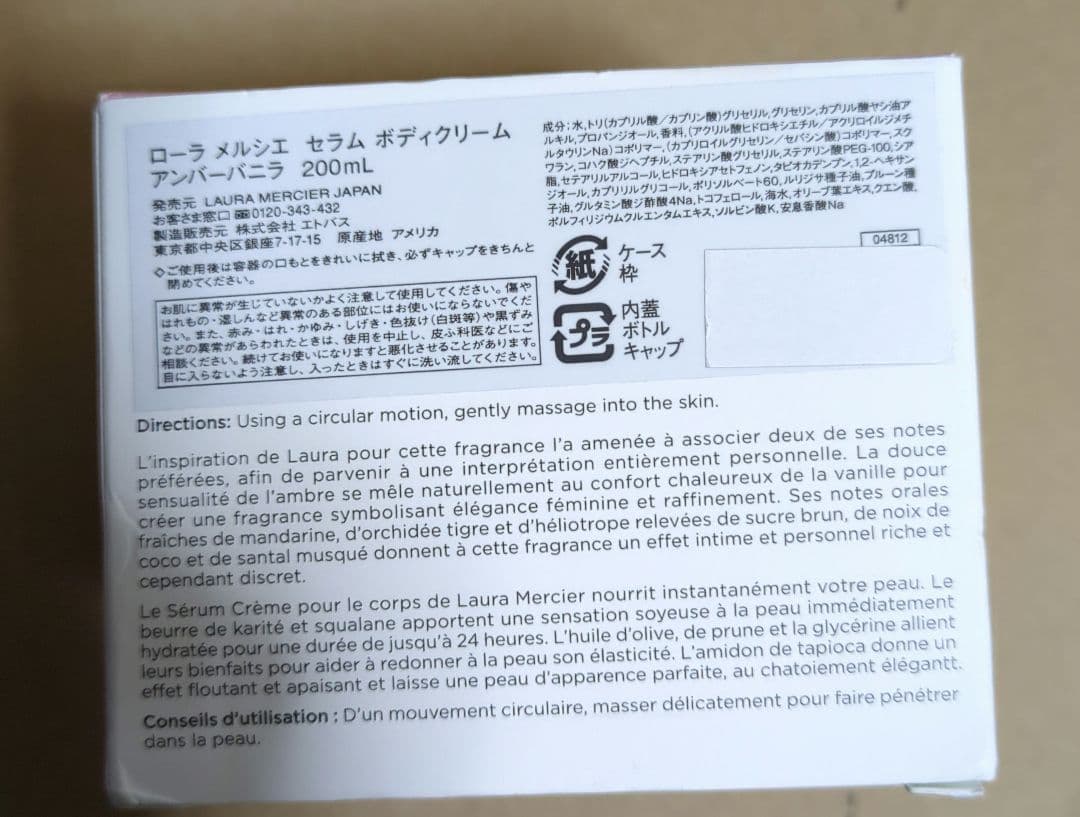 ローラ メルシエ セラム ボディクリーム
アンバーバニラ 200mL
発売元 LAURA MERCIER JAPAN
お客さま窓口 0120-343-432
製造販売元 株式会社 エトバス
東京都中央区銀座7-17-15 原産地 アメリカ
◇ご使用後は容器の口もとをきれいに拭き、必ずキャップをきちんと
閉めてください。
お肌に異常が生じていないかよく注意して使用してください。傷や
はれもの・湿しんなど異常のある部位にはお使いにならないでくだ
さい。また、赤み・はれ・かゆみ・しげき・色抜け(白斑等)や黒ずみ
などの異常があらわれたときは、使用を中止し、皮ふ科医などにご
相談ください。続けてお使いになりますと悪化させることがあります。
目に入らないよう注意し、入ったときはすぐに洗い流してください。
成分:水,トリ(カプリル酸/カプリン酸)グリセリル,グリセリン,カプリル酸ヤシ油ア
ルキル,プロパンジオール,香料,(アクリル酸ヒドロキシエチル/アクリロイルジメチ
ルタウリンNa)コポリマー,(カプリロイルグリセリン/セバシン酸)コポリマー,スク
ワラン,コハク酸ジヘプチル,ステアリン酸グリセリル,ステアリン酸PEG-100,シア
脂,セテアリルアルコール,ヒドロキシアセトフェノン,タピオカデンプン,1,2-ヘキサン
ジオール,カプリリルグリコール,ポリソルベート60,ルリジサ種子油,プルーン種
子油,グルタミン酸ジ酢酸4Na,トコフェロール,海水,オリーブ葉エキス,クエン酸,
ポルフィリジウムクルエンタムエキス,ソルビン酸K,安息香酸Na
04812
紙 ケース
枠
プラ 内蓋
ボトル
キャップ
Directions: Using a circular motion, gently massage into the skin.
L'inspiration de Laura pour cette fragrance l'a amenée à associer deux de ses notes
préférées, afin de parvenir à une interprétation entièrement personnelle. La douce
sensualité de l'ambre se mêle naturellement au confort chaleureux de la vanille pour
créer une fragrance symbolisant élégance féminine et raffinement. Ses notes orales
fraîches de mandarine, d'orchidée tigre et d'héliotrope relevées de sucre brun, de noix de
coco et de santal musqué donnent à cette fragrance un effet intime et personnel riche et
cependant discret.
Le Sérum Crème pour le corps de Laura Mercier nourrit instantanément votre peau. Le
beurre de karité et squalane apportent une sensation soyeuse à la peau immédiatement
hydratée pour une durée de jusqu'à 24 heures. L'huile d'olive, de prune et la glycérine allient
leurs bienfaits pour aider à redonner à la peau son élasticité. L'amidon de tapioca donne un
effet floutant et apaisant et laisse une peau d'apparence parfaite, au chatoiement élégantt.
Conseils d'utilisation : D'un mouvement circulaire, masser délicatement pour faire pénétrer
dans la peau.